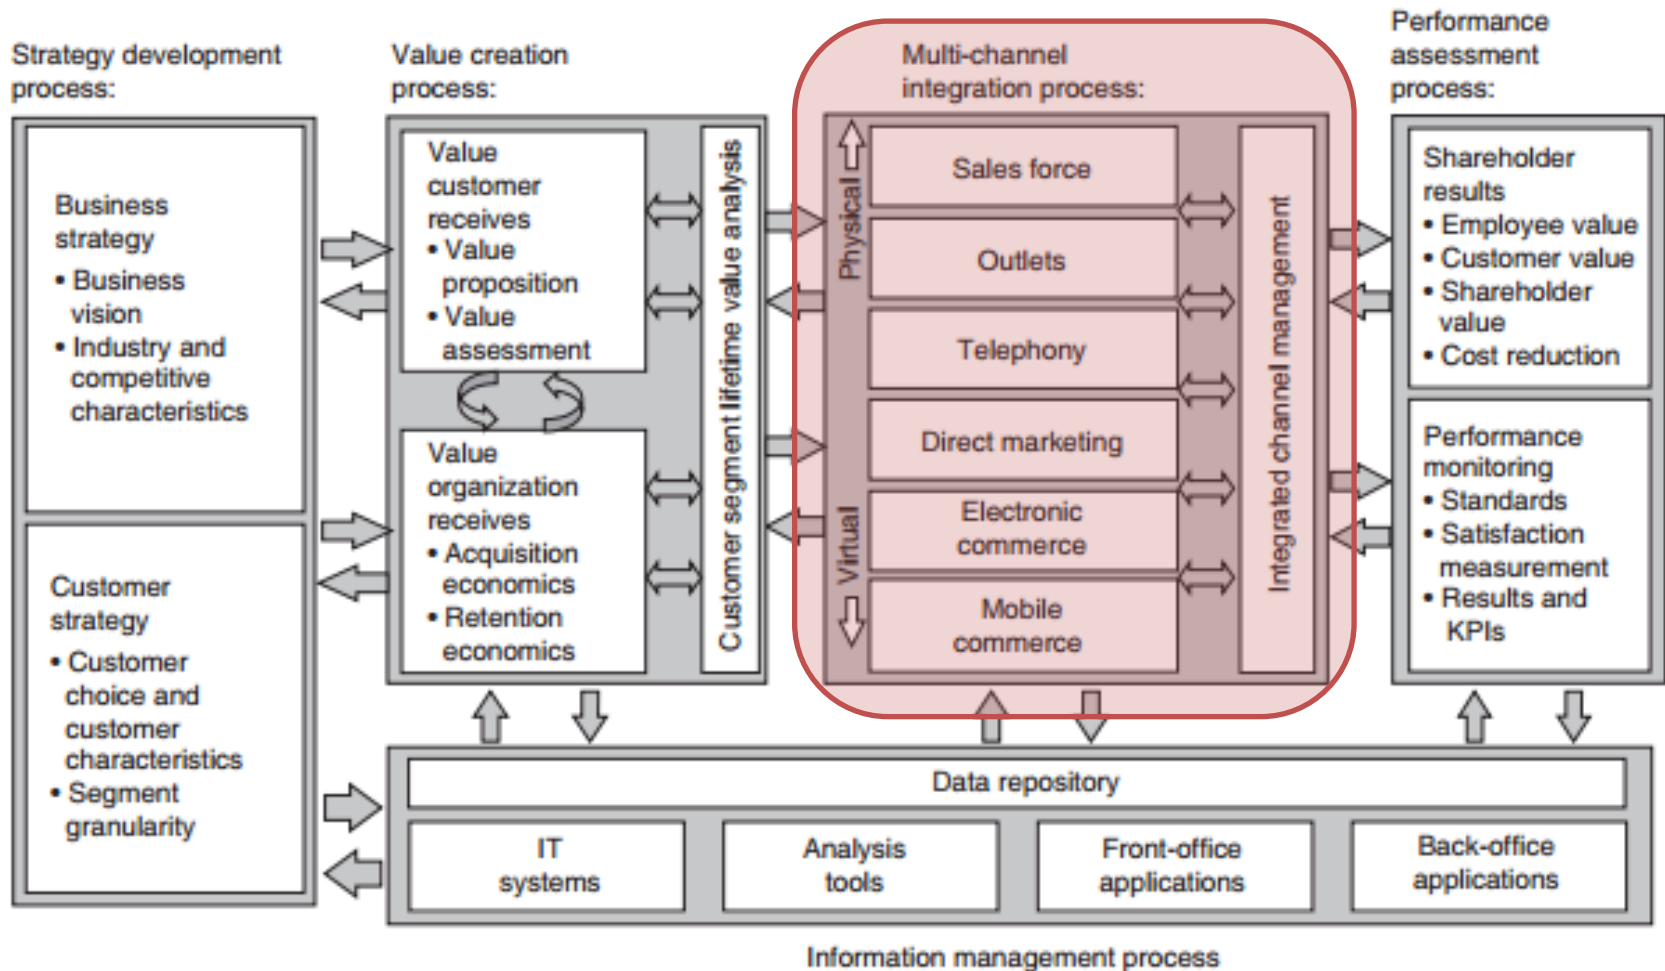 Strategy development
process:
Business
strategy
• Business
vision
• Industry and
competitive
characteristics
Customer
strategy
• Customer
choice and
customer
characteristics
• Segment
granularity
Value creation
process:
Value
customer
receives
• Value
proposition
• Value
assessment
Value
organization
receives
• Acquisition
economics
• Retention
economics
Customer segment lifetime value analysis
Multi-channel
integration process:
Physical
Virtual
Sales force
Outlets
Telephony
Direct marketing
Electronic
commerce
Mobile
commerce
Integrated channel management
Performance
assessment
process:
Shareholder
results
• Employee value
• Customer value
• Shareholder
value
• Cost reduction
Performance
monitoring
• Standards
• Satisfaction
measurement
• Results and
KPIs
Data repository
IT
systems
Analysis
tools
Front-office
applications
Back-office
applications
Information management process